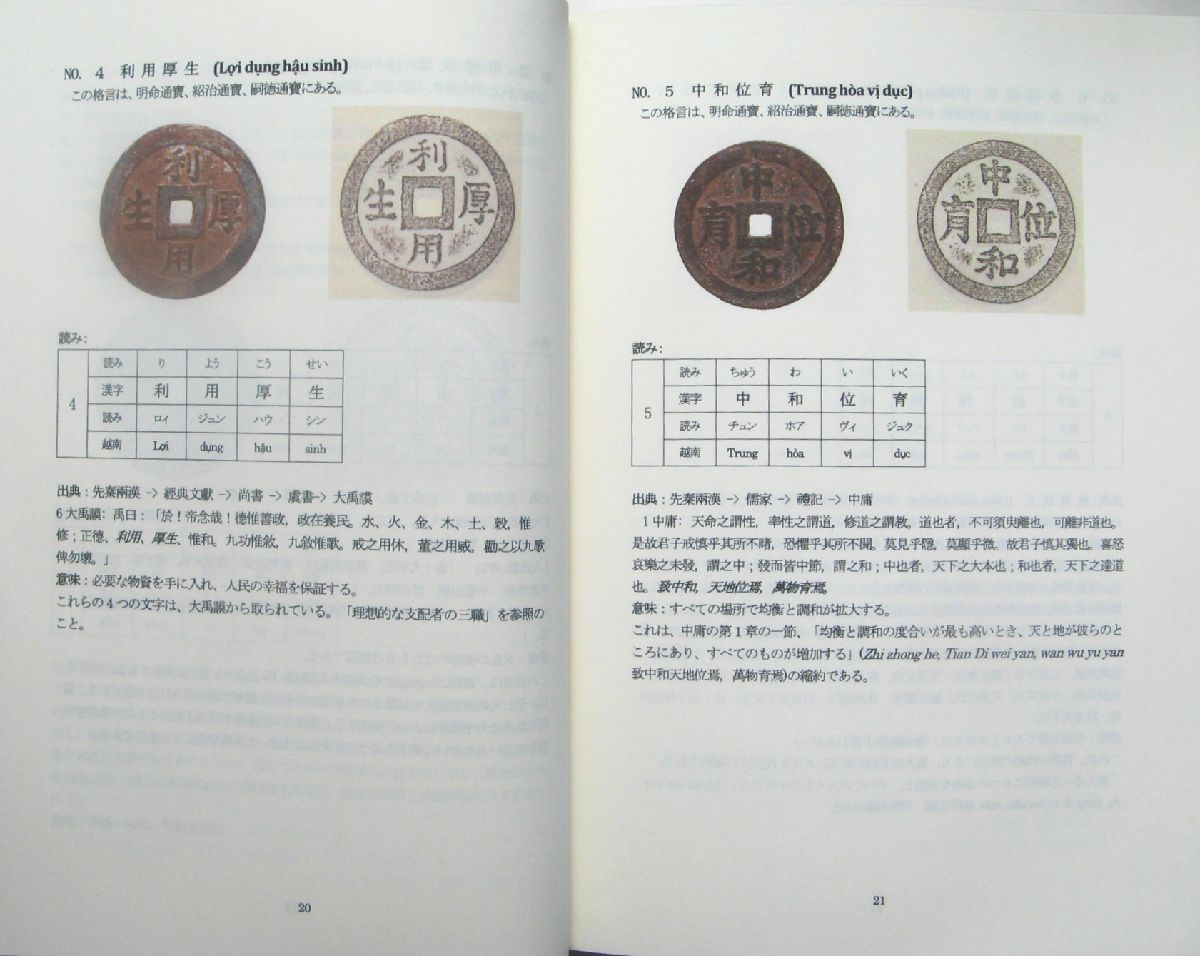 NO. 4 利用厚生 (Lợi dụng hậu sinh)
この格言は、明命通寶、紹治通寶、嗣徳通寶にある。
利
生 厚
用
利
生 厚
用
読み:
4
読み り よう こう せい
漢字 利 用 厚 生
読み ロイ ジュン ハウ シン
越南 Lợi dụng hậu sinh
出典：先秦兩漢 -> 經典文獻 -> 尚書 -> 虞書-> 大禹謨
6 大禹謨: 禹曰：「於！帝念哉！德惟善政, 政在養民。水、火、金、木、土、穀, 惟
修；正德、利用、厚生、惟和。九功惟敘, 九敘惟歌。戒之用休, 董之用威, 勸之以九歌
俾勿壞。」
意味：必要な物資を手に入れ、人民の幸福を保証する。
これらの4つの文字は、大禹謨から取られている。「理想的な支配者の三職」を参照の
こと。
20
NO. 5 中和位育 (Trung hòa vị dục)
この格言は、明命通寶、紹治通寶、嗣徳通寶にある。
中
育 位
和
中
育 位
和
読み:
5
読み ちゅう わ い いく
漢字 中 和 位 育
読み チュン ホア ヴィ ジュク
越南 Trung hòa vị dục
出典：先秦兩漢 -> 儒家 -> 禮記 -> 中庸
1 中庸: 天命之謂性, 率性之謂道, 修道之謂教。道也者, 不可須臾離也, 可離非道也。
是故君子戒慎乎其所不睹, 恐懼乎其所不聞。莫見乎隱, 莫顯乎微。故君子慎其獨也。喜怒
哀樂之未發, 謂之中；發而皆中節, 謂之和；中也者, 天下之大本也；和也者, 天下之達道
也。致中和, 天地位焉, 萬物育焉。
意味：すべての場所で均衡と調和が拡大する。
これは、中庸の第1章の一節、「均衡と調和の度合いが最も高いとき、天と地が彼らのと
ころにあり、すべてのものが増加する」(Zhi zhong he, Tian Di wei yan, wan wu yu yan
致中和天地位焉, 萬物育焉）の縮約である。
21